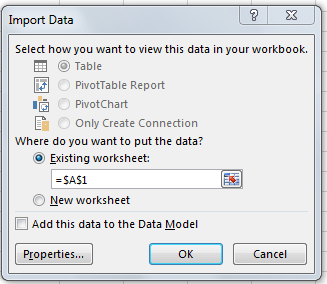 Import Data
Select how you want to view this data in your workbook.
Table
PivotTable Report
PivotChart
Only Create Connection
Where do you want to put the data?
Existing worksheet:
=$A$1
New worksheet
Add this data to the Data Model
Properties...
OK
Cancel